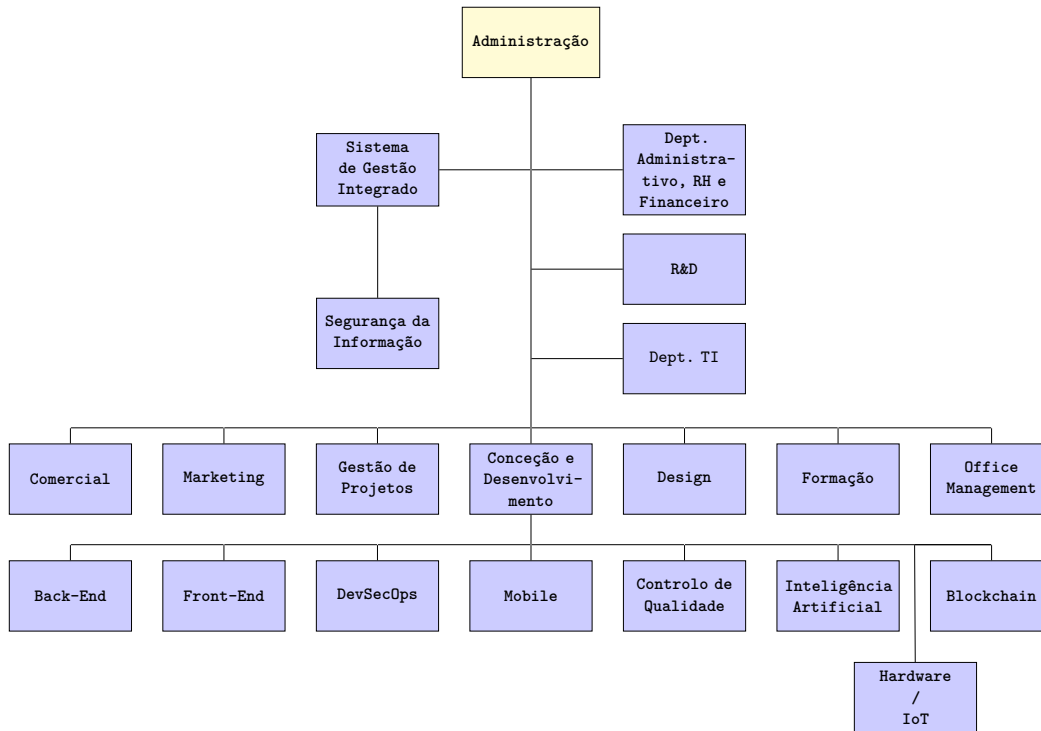 Administração
Sistema
de Gestão
Integrado
Dept.
Administra-
tivo, RH e
Financeiro
R&D
Segurança da
Informação
Dept. TI
Comercial
Marketing
Gestão de
Projetos
Conceção e
Desenvolvi-
mento
Design
Formação
Office
Management
Back-End
Front-End
DevSecOps
Mobile
Controlo de
Qualidade
Inteligência
Artificial
Blockchain
Hardware
/
IoT